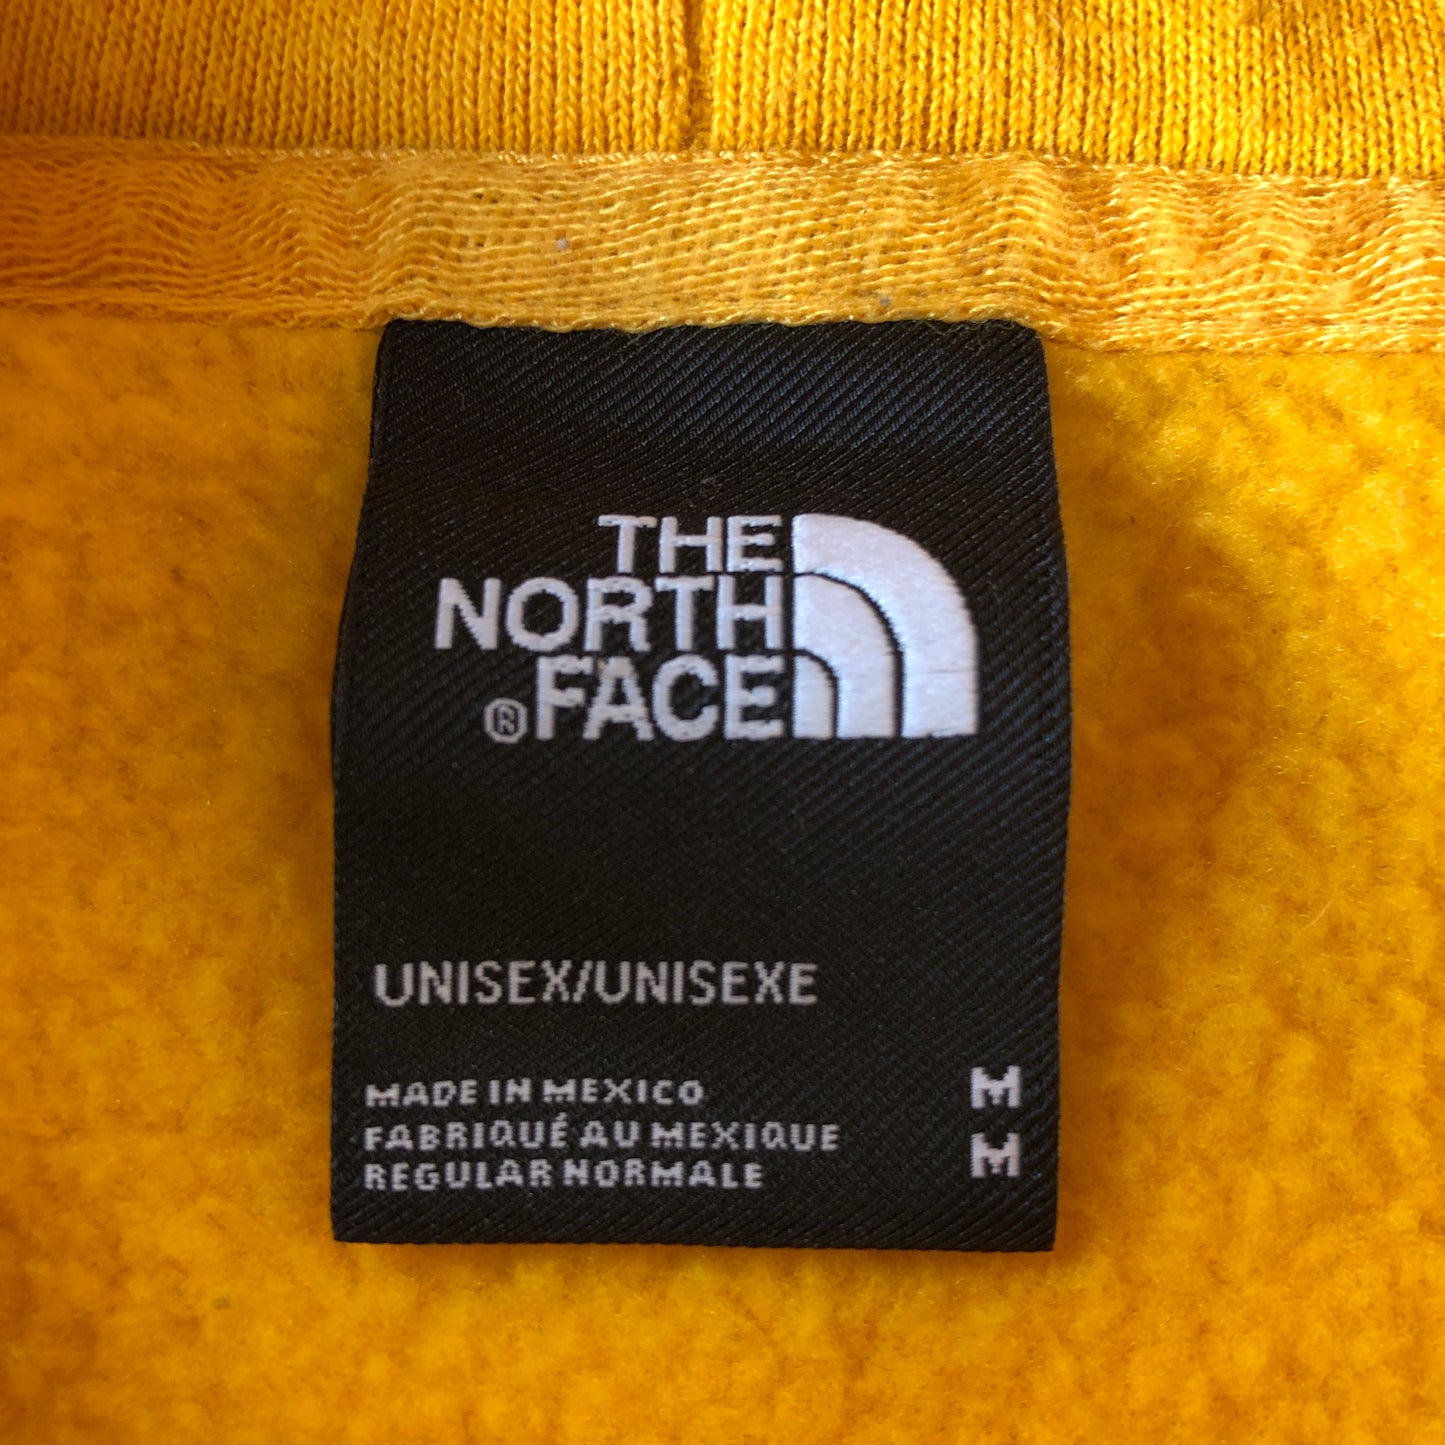 THE
NORTH
®FACE
UNISEX/UNISEXE
MADE IN MEXICO M
FABRIQUÉ AU MEXIQUE M
REGULAR NORMALE